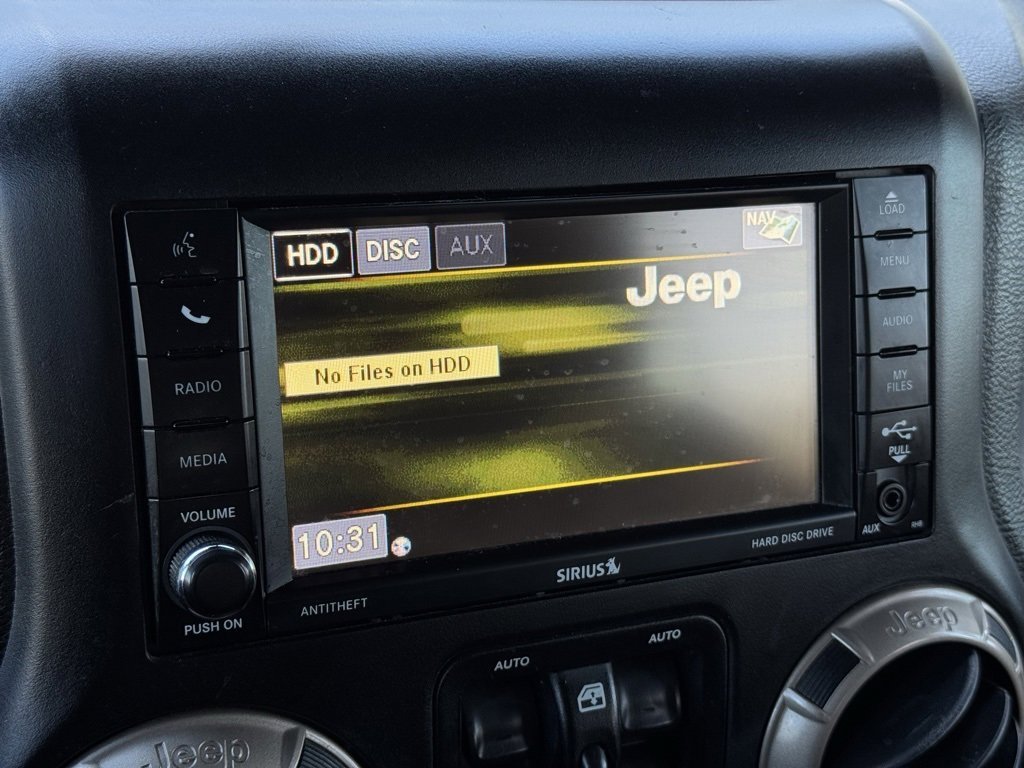 HDD DISC AUX
NAV
Jeep
No Files on HDD
10:31
RADIO
MEDIA
VOLUME
PUSH ON
ANTITHEFT
SIRIUS
HARD DISC DRIVE
LOAD
MENU
AUDIO
MY
FILES
PULL
AUX
RHB
AUTO
AUTO
Jeep
Jeep